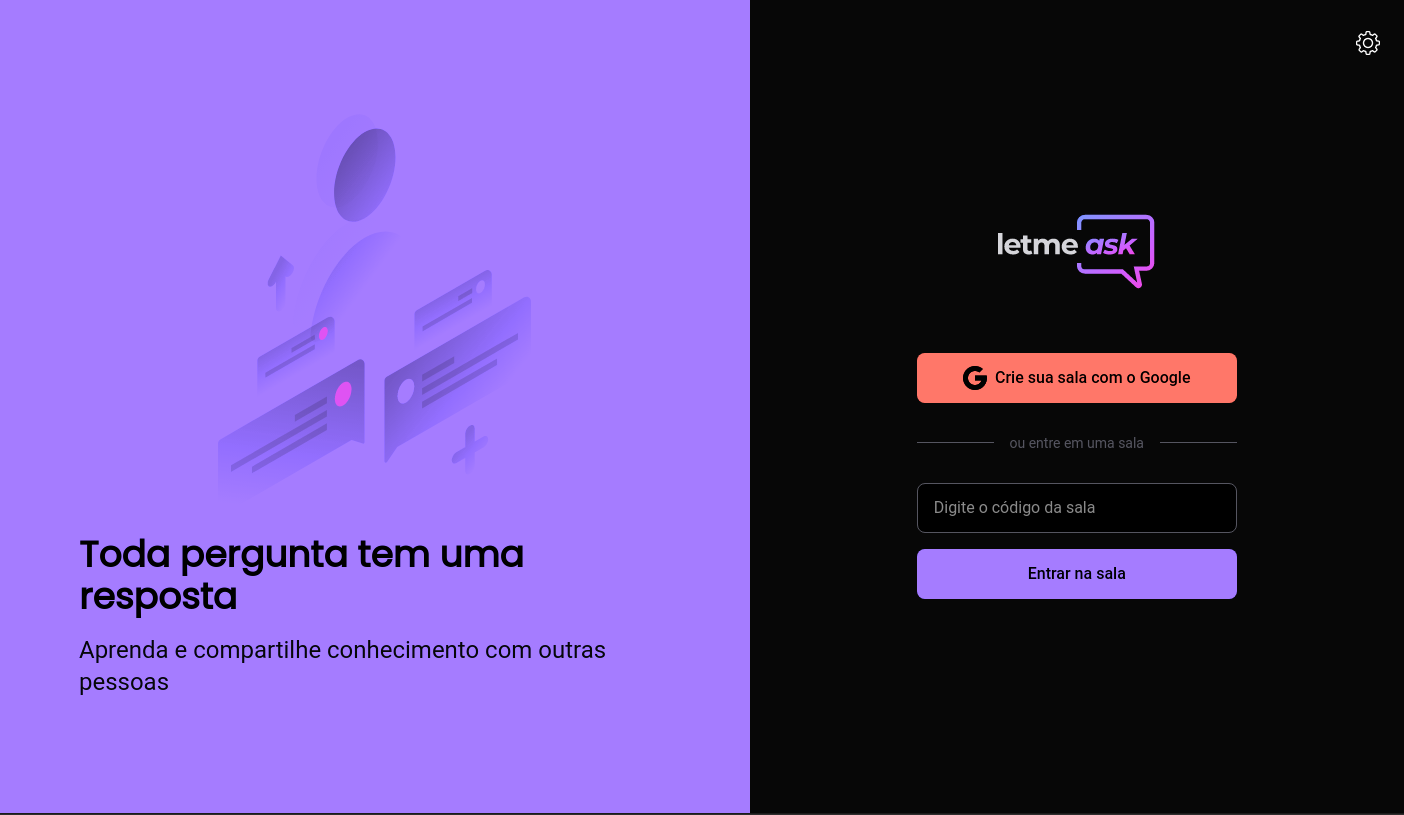 Toda pergunta tem uma
resposta
Aprenda e compartilhe conhecimento com outras
pessoas
letme ask
Crie sua sala com o Google
ou entre em uma sala
Digite o código da sala
Entrar na sala